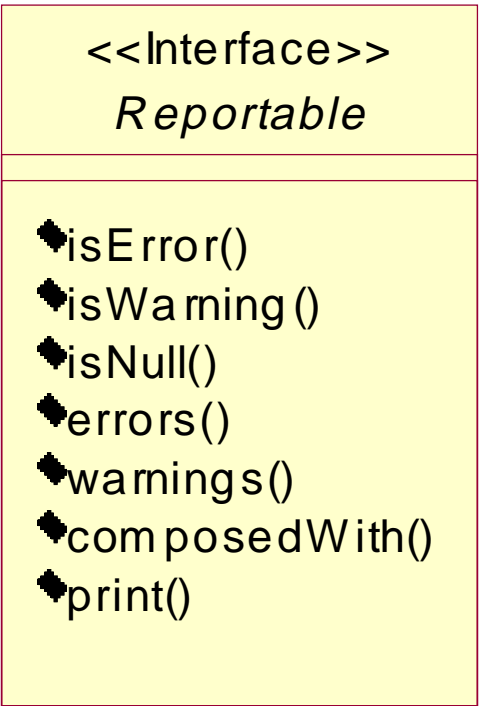 <<Interface>>
Reportable
isError()
isWarning()
isNull()
errors()
warnings()
composedWith()
print()